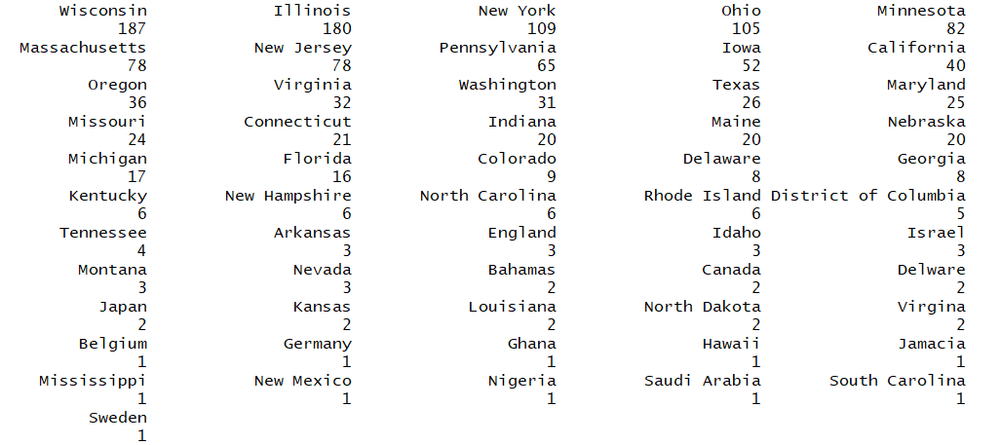 Wisconsin Illinois New York Ohio Minnesota
187 180 109 105 82
Massachusetts New Jersey Pennsylvania Iowa California
78 78 65 52 40
Oregon Virginia Washington Texas Maryland
36 32 31 26 25
Missouri Connecticut Indiana Maine Nebraska
24 21 20 20 20
Michigan Florida Colorado Delaware Georgia
17 16 9 8 8
Kentucky New Hampshire North Carolina Rhode Island District of Columbia
6 6 6 6 5
Tennessee Arkansas England Idaho Israel
4 3 3 3 3
Montana Nevada Bahamas Canada Delware
3 3 2 2 2
Japan Kansas Louisiana North Dakota Virgina
2 2 2 2 2
Belgium Germany Ghana Hawaii Jamacia
1 1 1 1 1
Mississippi New Mexico Nigeria Saudi Arabia South Carolina
1 1 1 1 1
Sweden
1